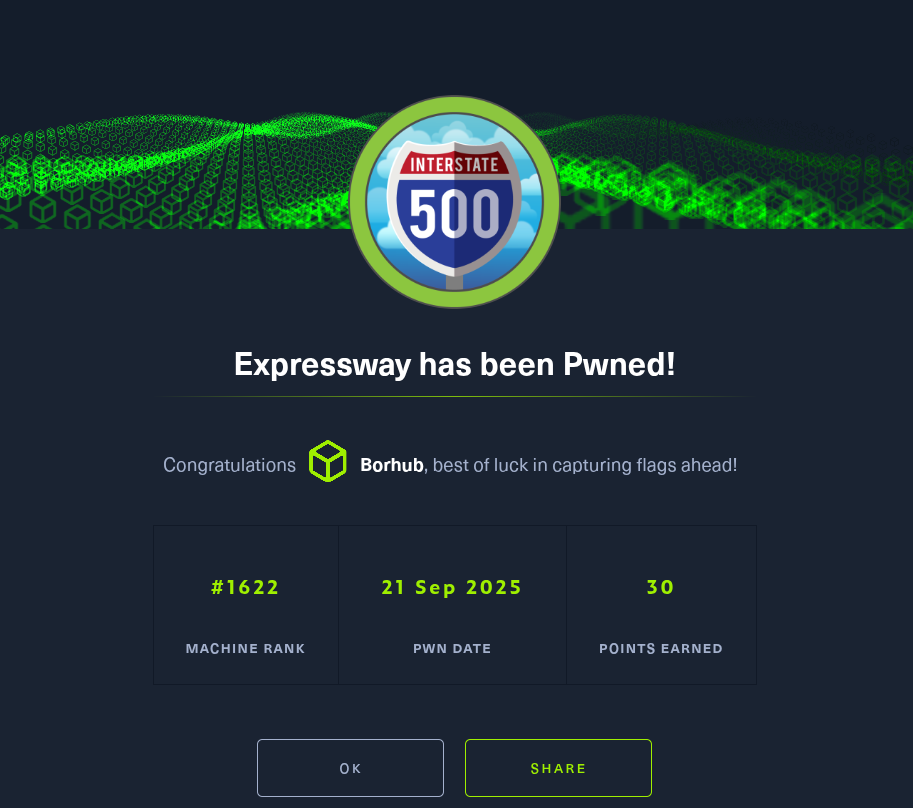 INTERSTATE
500
Expressway has been Pwned!
Congratulations Borhub, best of luck in capturing flags ahead!
#1622 21 Sep 2025 30
MACHINE RANK PWN DATE POINTS EARNED
OK SHARE